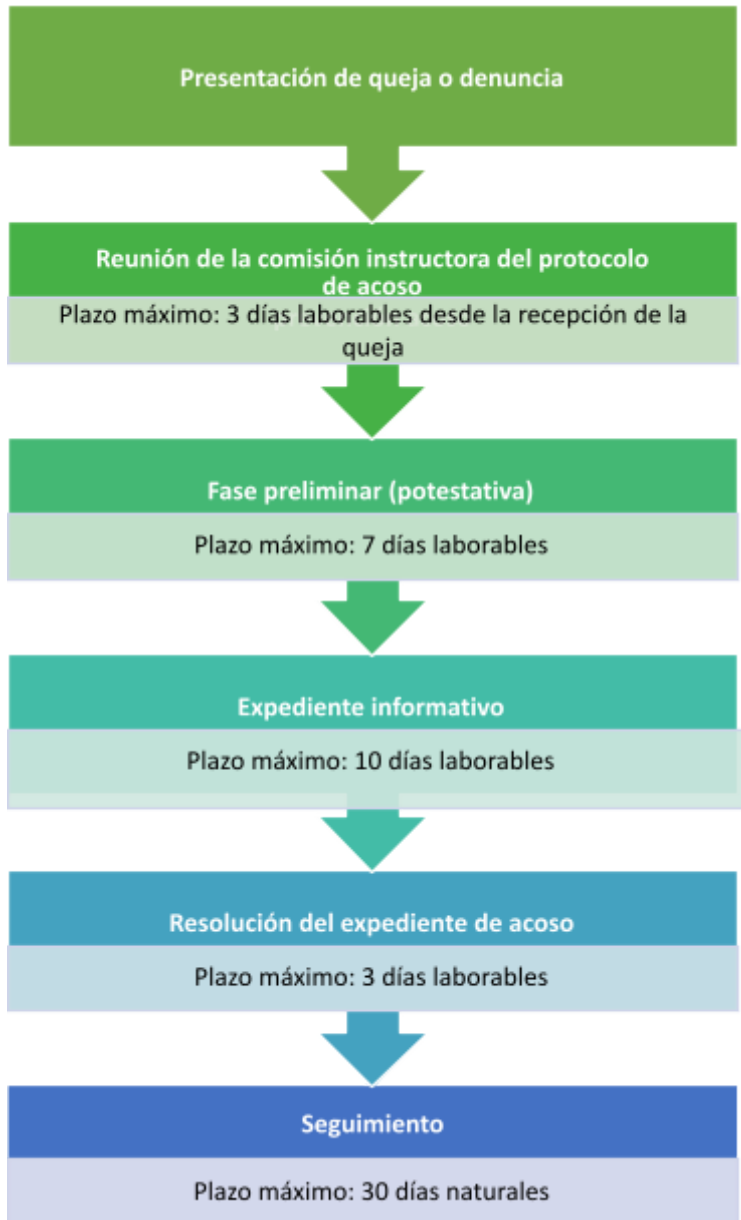 Presentación de queja o denuncia
Reunión de la comisión instructora del protocolo
de acoso
Plazo máximo: 3 días laborables desde la recepción de la
queja
Fase preliminar (potestativa)
Plazo máximo: 7 días laborables
Expediente informativo
Plazo máximo: 10 días laborables
Resolución del expediente de acoso
Plazo máximo: 3 días laborables
Seguimiento
Plazo máximo: 30 días naturales